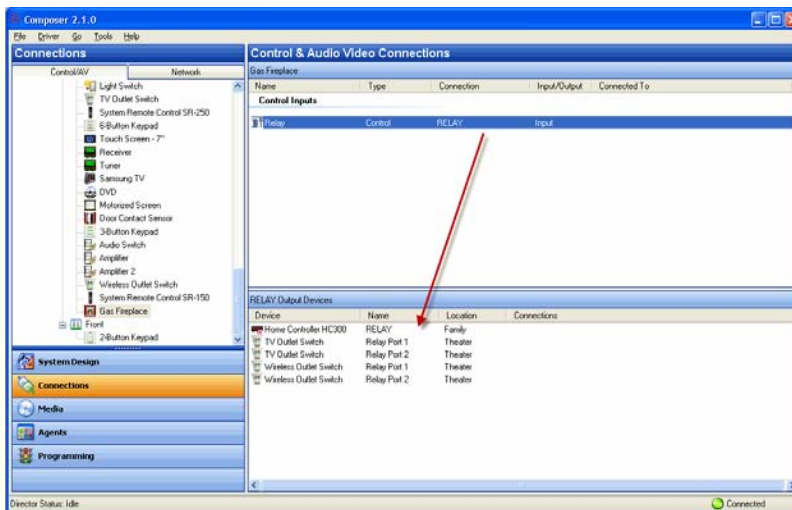 Composer 2.1.0
File Driver Go Tools Help
Connections
Control/AV Network
Light Switch
TV Outlet Switch
System Remote Control SR-250
6-Button Keypad
Touch Screen - 7"
Receiver
Tuner
Samsung TV
DVD
Motorized Screen
Door Contact Sensor
3-Button Keypad
Audio Switch
Amplifier
Amplifier 2
Wireless Outlet Switch
System Remote Control SR-150
Gas Fireplace
Front
2-Button Keypad
System Design
Connections
Media
Agents
Programming
Control & Audio Video Connections
Gas Fireplace
Name Type Connection Input/Output Connected To
Control Inputs
Relay Control RELAY Input
RELAY Output Devices
Device Name Location Connections
Home Controller HC300 RELAY Family
TV Outlet Switch Relay Port 1 Theater
TV Outlet Switch Relay Port 2 Theater
Wireless Outlet Switch Relay Port 1 Theater
Wireless Outlet Switch Relay Port 2 Theater
Director Status: Idle
Connected